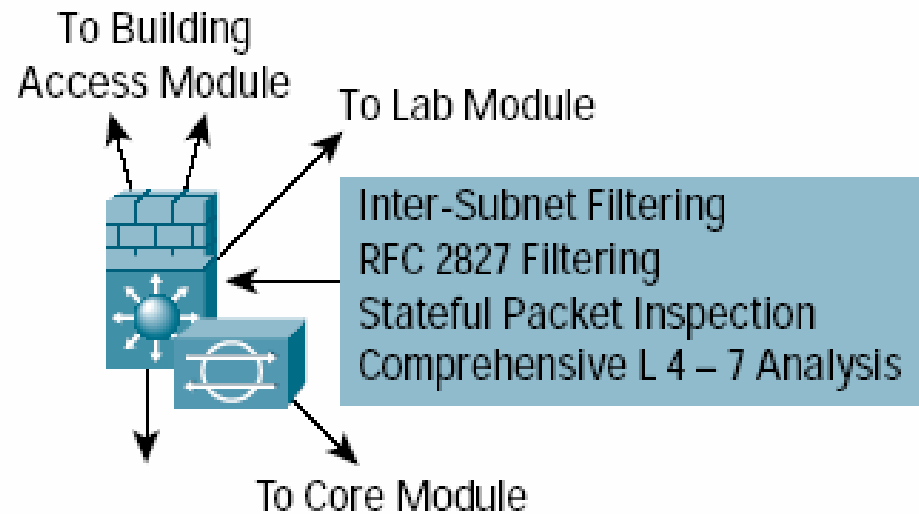 To Building
Access Module
To Lab Module
Inter-Subnet Filtering
RFC 2827 Filtering
Stateful Packet Inspection
Comprehensive L 4 – 7 Analysis
To Core Module